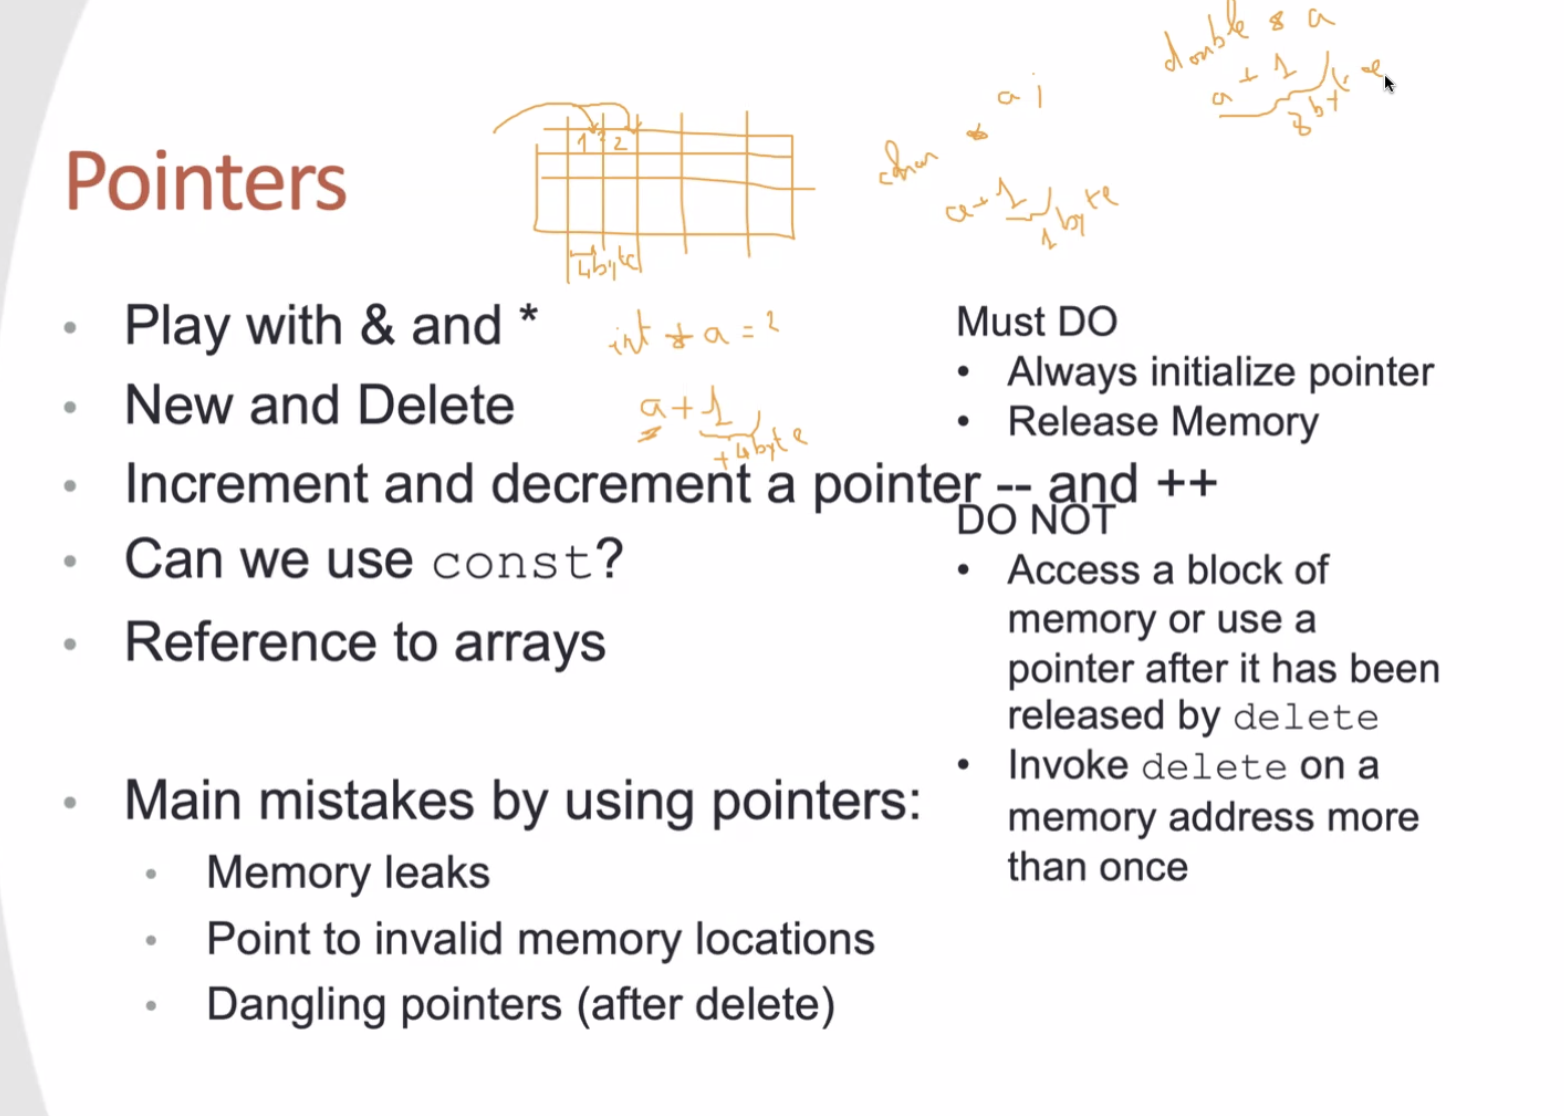 double * a
a + 1
8 byte
char * a ;
a + 1
1 byte
1 2
4 byte
Pointers
• Play with & and *
int * a = 2
• New and Delete
a + 1
+ 4 byte
• Increment and decrement a pointer -- and ++
• Can we use const?
• Reference to arrays
• Main mistakes by using pointers:
• Memory leaks
• Point to invalid memory locations
• Dangling pointers (after delete)
Must DO
• Always initialize pointer
• Release Memory
DO NOT
• Access a block of
memory or use a
pointer after it has been
released by delete
• Invoke delete on a
memory address more
than once